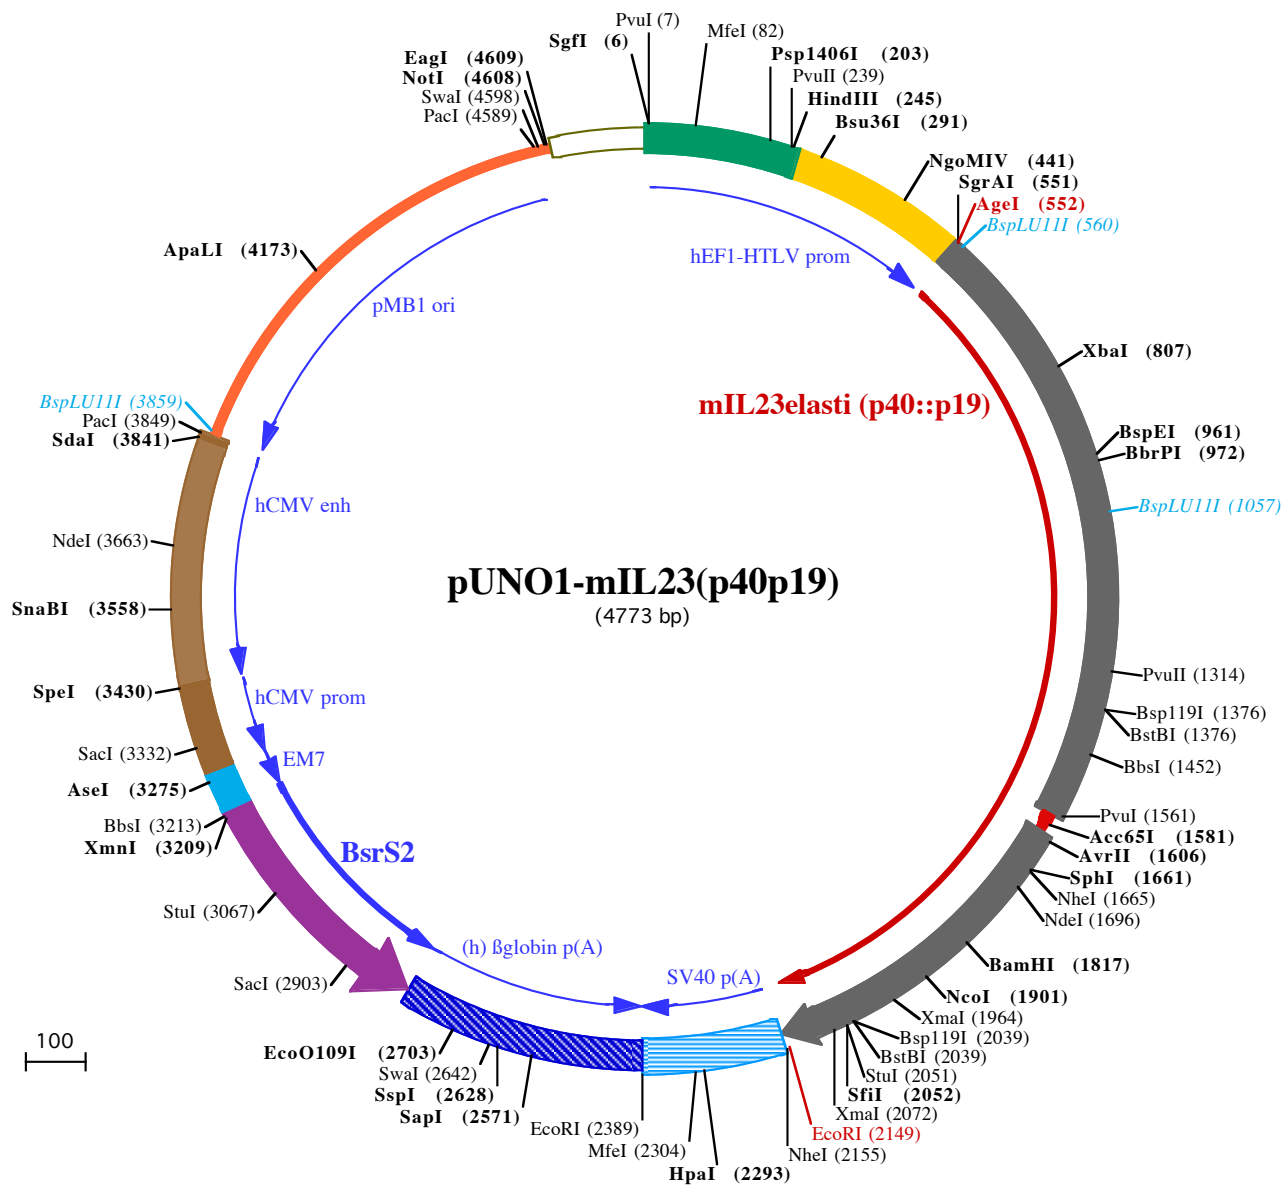 PvuI (7)
SgfI (6)
MfeI (82)
EagI (4609)
Psp1406I (203)
NotI (4608)
PvuII (239)
SwaI (4598)
HindIII (245)
PacI (4589)
Bsu36I (291)
NgoMIV (441)
SgrAI (551)
AgeI (552)
BspLU11I (560)
ApaLI (4173)
hEF1-HTLV prom
pMB1 ori
XbaI (807)
BspLU11I (3859)
mIL23elasti (p40::p19)
PacI (3849)
SdaI (3841)
BspEI (961)
BbrPI (972)
hCMV enh
BspLU11I (1057)
NdeI (3663)
pUNO1-mIL23(p40p19)
SnaBI (3558)
(4773 bp)
PvuII (1314)
SpeI (3430)
hCMV prom
Bsp119I (1376)
BstBI (1376)
SacI (3332)
EM7
BbsI (1452)
AseI (3275)
PvuI (1561)
BbsI (3213)
Acc65I (1581)
XmnI (3209)
BsrS2
AvrII (1606)
SphI (1661)
NheI (1665)
StuI (3067)
NdeI (1696)
(h) ßglobin p(A)
BamHI (1817)
SV40 p(A)
SacI (2903)
NcoI (1901)
XmaI (1964)
100
Bsp119I (2039)
EcoO109I (2703)
BstBI (2039)
SwaI (2642)
StuI (2051)
SspI (2628)
SfiI (2052)
SapI (2571)
XmaI (2072)
EcoRI (2389)
EcoRI (2149)
MfeI (2304)
NheI (2155)
HpaI (2293)